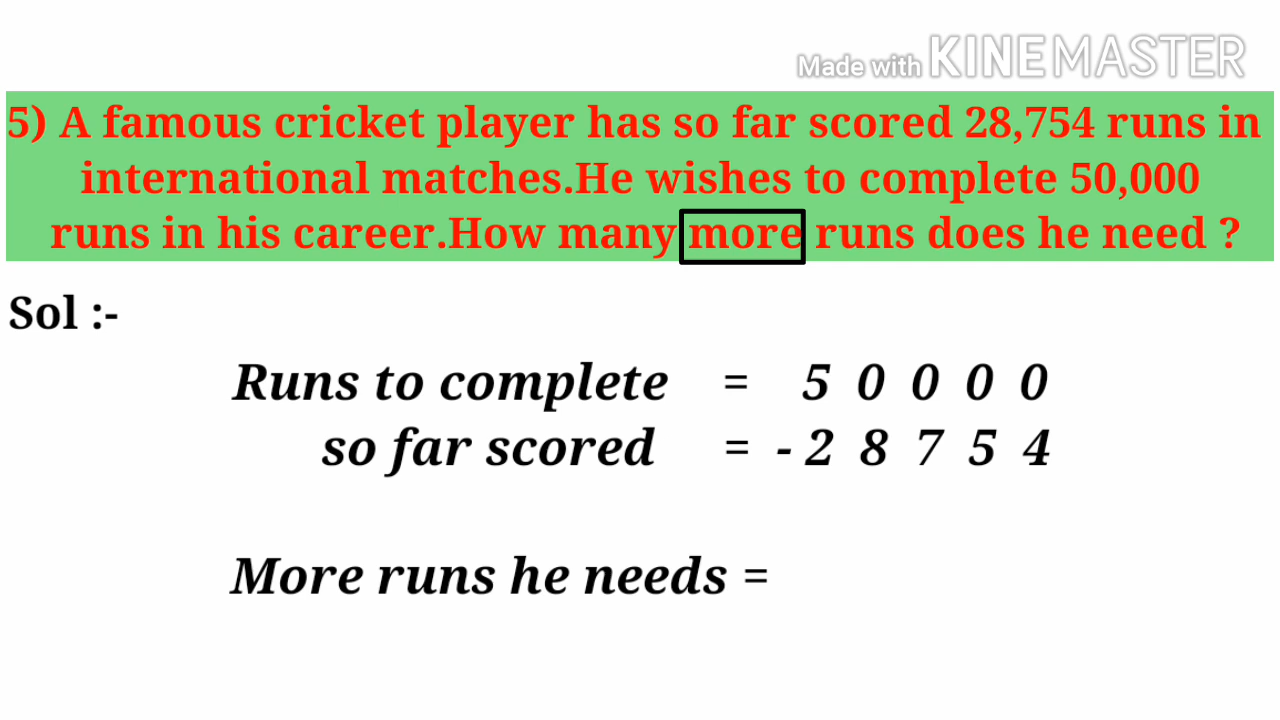 Made with KINEMASTER
5) A famous cricket player has so far scored 28,754 runs in
international matches.He wishes to complete 50,000
runs in his career.How many more runs does he need ?
Sol :-
Runs to complete = 5 0 0 0 0
so far scored = - 2 8 7 5 4
More runs he needs =